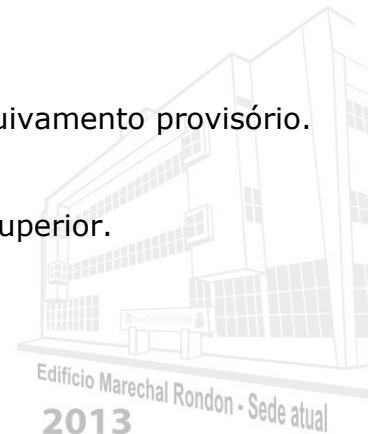 uivamento provisório.
uperior.
Edifício Marechal Rondon - Sede atual
2013